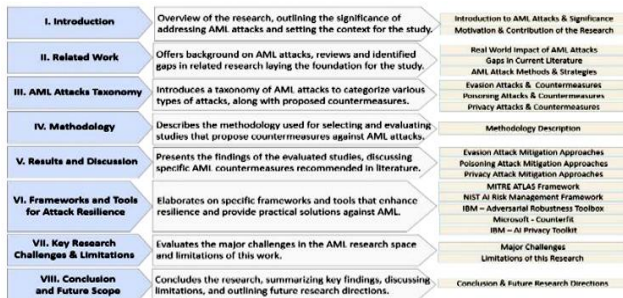 I. Introduction
Overview of the research, outlining the significance of
addressing AML attacks and setting the context for the study.
Introduction to AML Attacks & Significance
Motivation & Contribution of the Research
II. Related Work
Offers background on AML attacks, reviews and identified
gaps in related research laying the foundation for the study.
Real World Impact of AML Attacks
Gaps in Current Literature
AML Attack Methods & Strategies
III. AML Attacks Taxonomy
Introduces a taxonomy of AML attacks to categorize various
types of attacks, along with proposed countermeasures.
Evasion Attacks & Countermeasures
Poisoning Attacks & Countermeasures
Privacy Attacks & Countermeasures
IV. Methodology
Describes the methodology used for selecting and evaluating
studies that propose countermeasures against AML attacks,
Methodology Description
V. Results and Discussion
Presents the findings of the evaluated studies, discussing
specific AML countermeasures recommended in literature.
Evasion Attack Mitigation Approaches
Poisoning Attack Mitigation Approaches
Privacy Attack Mitigation Approaches
VI. Frameworks and Tools
for Attack Resilience
Elaborates on specific frameworks and tools that enhance
resilience and provide practical solutions against AML.
MITRE ATLAS Framework
NIST AI Risk Management Framework
IBM – Adversarial Robustness Toolbox
Microsoft - Counterfit
IBM – AI Privacy Toolkit
VII. Key Research
Challenges & Limitations
Evaluates the major challenges in the AML research space
and limitations of this work.
Major Challenges
Limitations of this Research
VIII. Conclusion
and Future Scope
Concludes the research, summarizing key findings, discussing
limitations, and outlining future research directions.
Conclusion & Future Research Directions